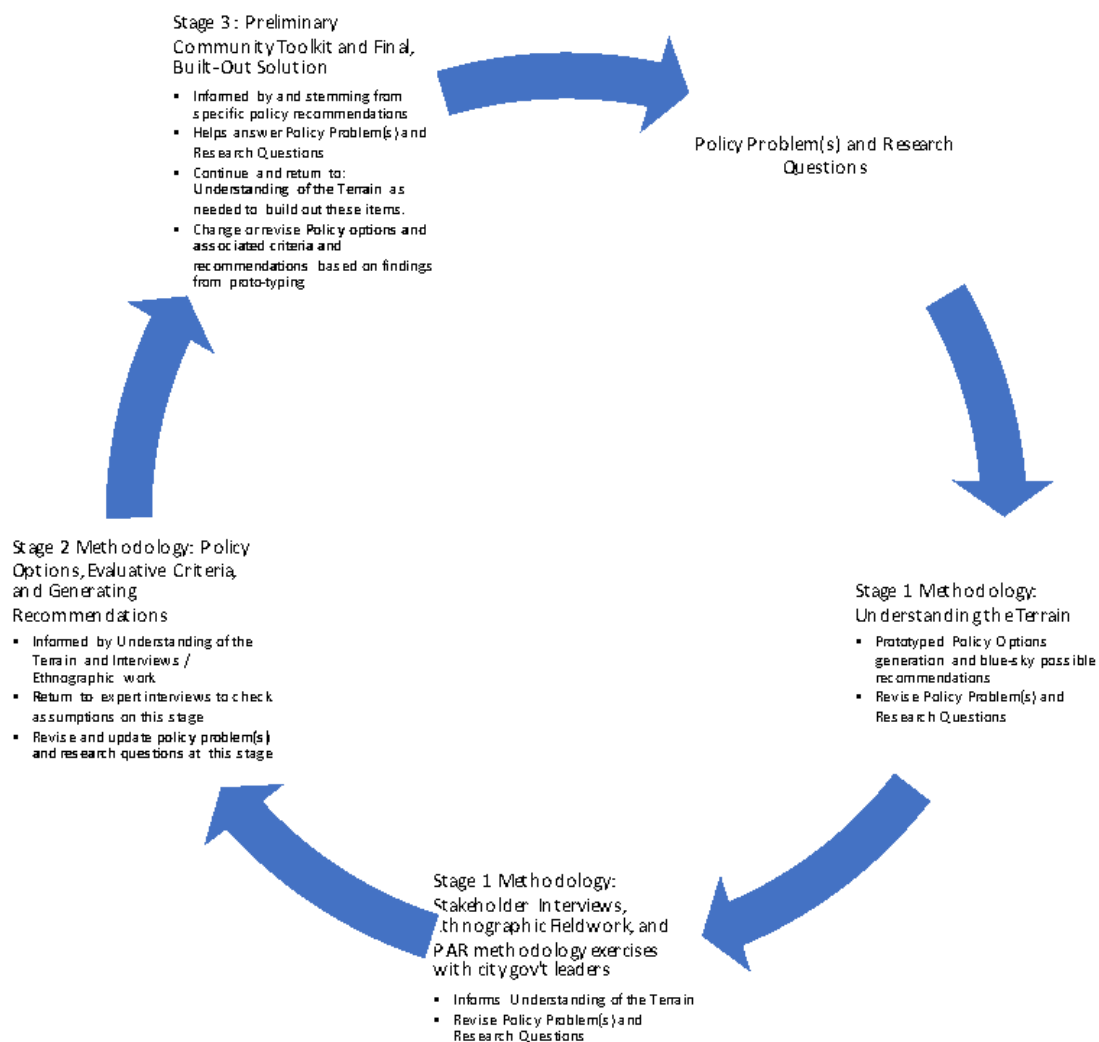 Stage 3: Preliminary
Community Toolkit and Final,
Built-Out Solution
▪ Informed by and stemming from
specific policy recommendations
▪ Helps answer Policy Problem(s) and
Research Questions
▪ Continue and return to:
Understanding of the Terrain as
needed to build out these items.
▪ Change or revise Policy options and
associated criteria and
recommendations based on findings
from proto-typing
Policy Problem(s) and Research
Questions
Stage 1 Methodology:
Understanding the Terrain
▪ Prototyped Policy Options
generation and blue-sky possible
recommendations
▪ Revise Policy Problem(s) and
Research Questions
Stage 1 Methodology:
Stakeholder Interviews,
thnographic Fieldwork, and
PAR methodology exercises
with city gov't leaders
▪ Informs Understanding of the Terrain
▪ Revise Policy Problem(s) and
Research Questions
Stage 2 Methodology: Policy
Options, Evaluative Criteria,
and Generating
Recommendations
▪ Informed by Understanding of the
Terrain and Interviews /
Ethnographic work
▪ Return to expert interviews to check
assumptions on this stage
▪ Revise and update policy problem(s)
and research questions at this stage